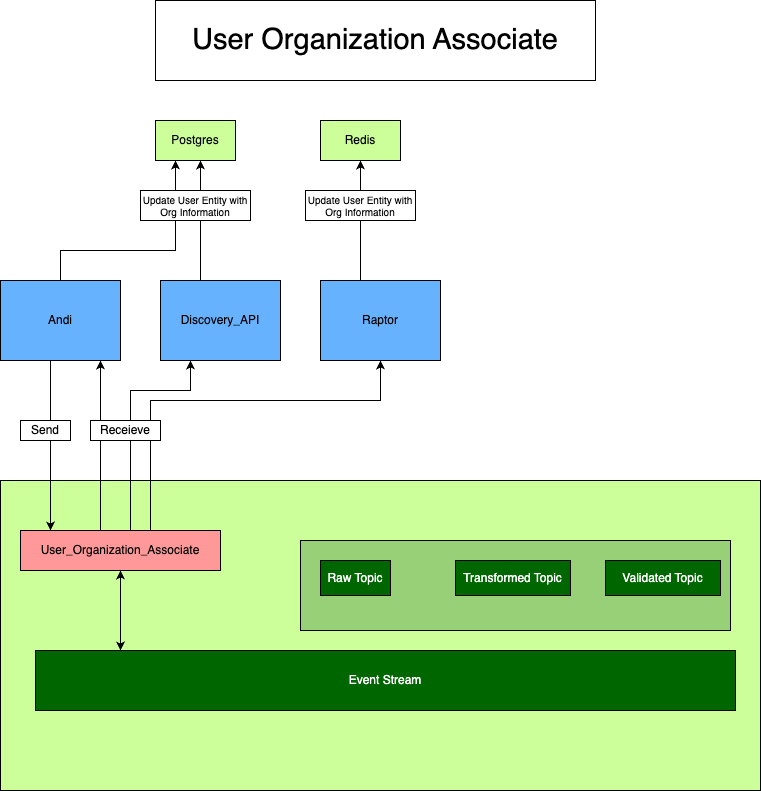 User Organization Associate
Postgres
Redis
Update User Entity with
Org Information
Update User Entity with
Org Information
Andi
Discovery_API
Raptor
Send
Receieve
User_Organization_Associate
Raw Topic
Transformed Topic
Validated Topic
Event Stream